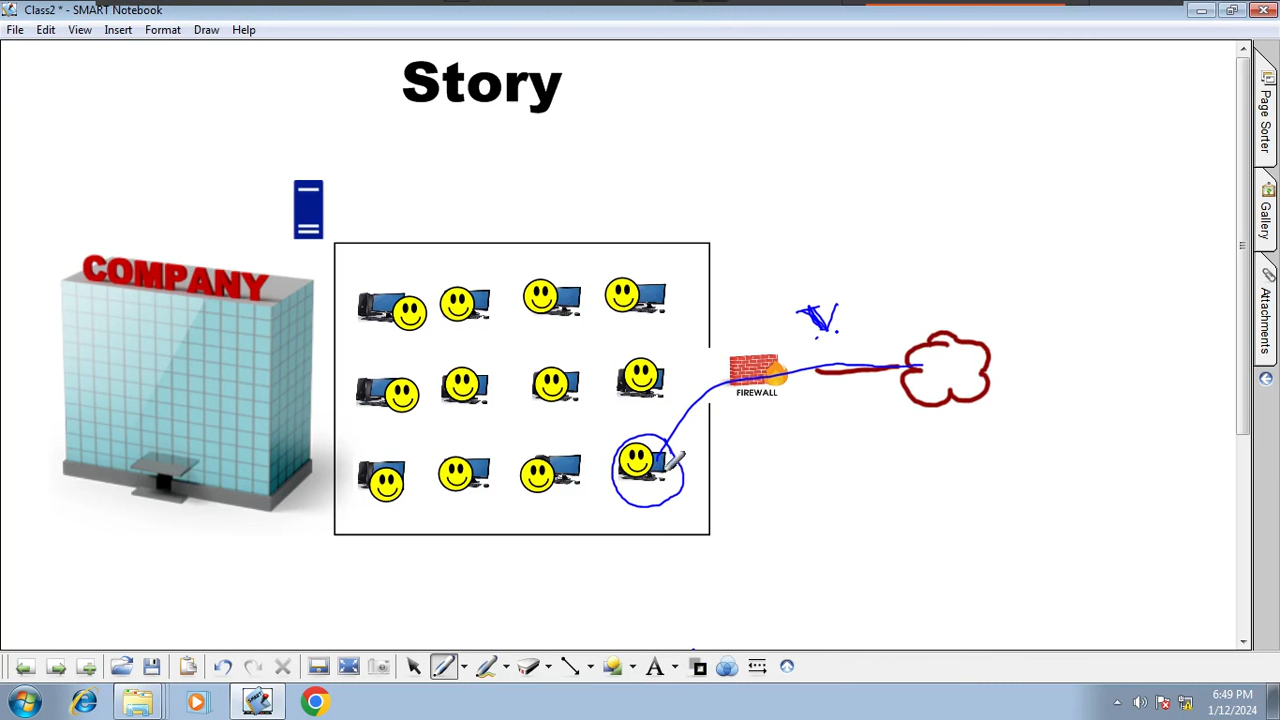 Class2 * - SMART Notebook
File Edit View Insert Format Draw Help
Story
Page Sorter
Gallery
Attachments
COMPANY
FIREWALL
A
6:49 PM
1/12/2024